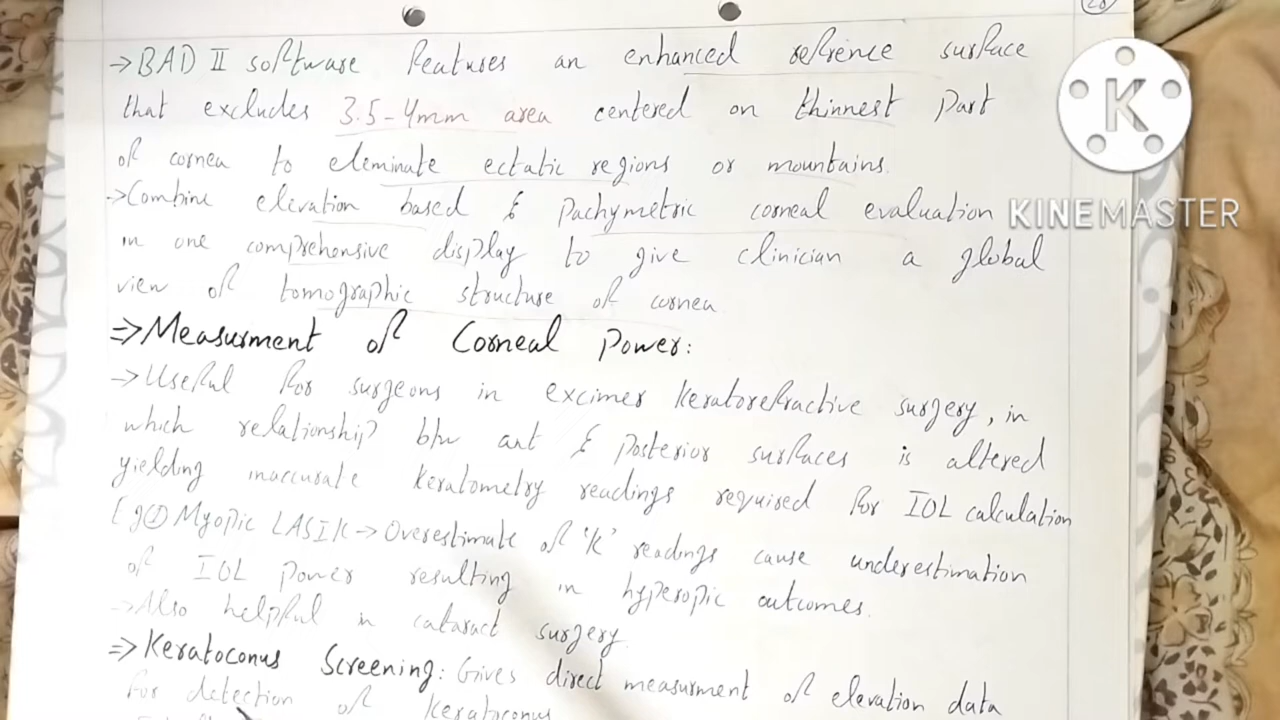 28
→ BAD II software features an enhanced refrence surface
that excludes 3.5-4mm area centered on thinnest part
of cornea to eleminate ectatic regions or mountains.
→ Combine elevation based & Pachymetric corneal evaluation
in one comprehensive display to give clinician a global
view of tomographic structure of cornea
⇒ Measurment of Corneal Power:
→ Useful for surgeons in excimer Keratorefractive surgery, in
which relationship btw ant & Posterior surfaces is altered
yielding inaccurate Keratometry readings required for IOL calculation
Myopic LASIK → Overestimate of 'K' readings cause underestimation
of IOL power resulting in hyperopic outcomes.
→ Also helpful in cataract surgery.
⇒ Keratoconus Screening: Gives direct measurment of elevation data
for detection of Keratoconus
K
KINEMASTER